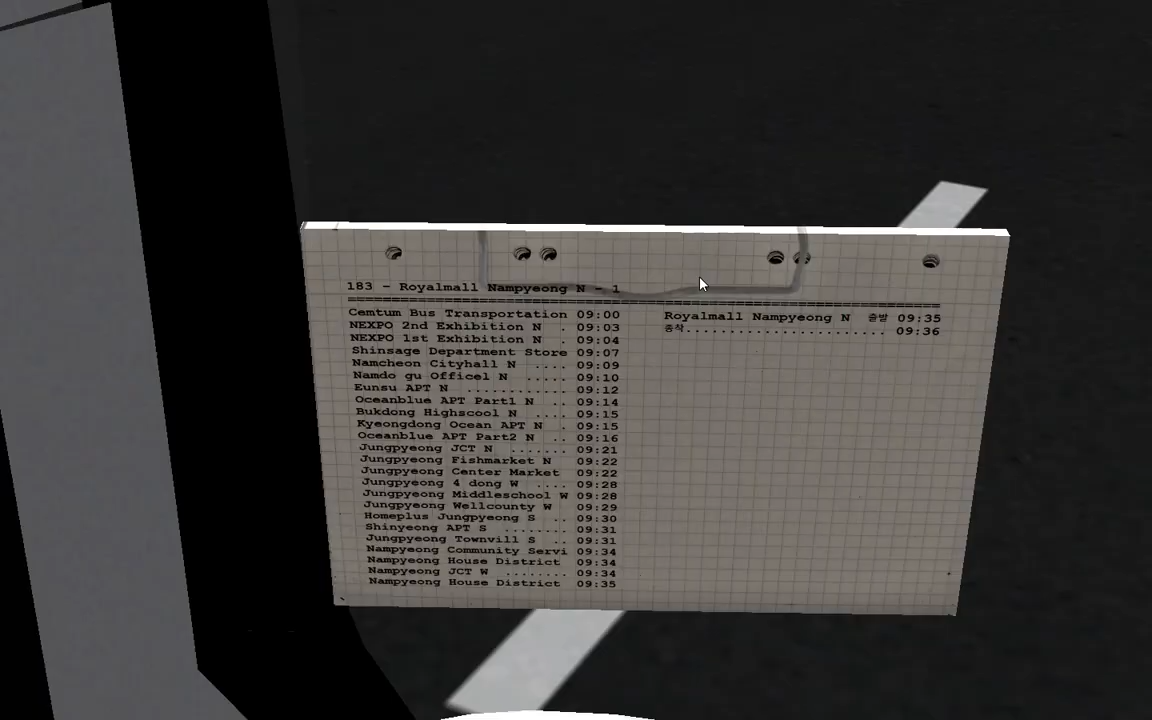 183 - Royalmall Nampyeong N - 1
Cemtum Bus Transportation 09:00
NEXPO 2nd Exhibition N . 09:03
NEXPO 1st Exhibition N . 09:04
Shinsage Department Store 09:07
Namcheon Cityhall N .... 09:09
Namdo gu Officel N ..... 09:10
Eunsu APT N ............ 09:12
Oceanblue APT Part1 N .. 09:14
Bukdong Highscool N .... 09:15
Kyeongdong Ocean APT N . 09:15
Oceanblue APT Part2 N .. 09:16
Jungpyeong JCT N ....... 09:21
Jungpyeong Fishmarket N 09:22
Jungpyeong Center Market 09:22
Jungpyeong 4 dong W .... 09:28
Jungpyeong Middleschool W 09:28
Jungpyeong Wellcounty W 09:29
Homeplus Jungpyeong S .. 09:30
Shinyeong APT S ........ 09:31
Jungpyeong Townvill S .. 09:31
Nampyeong Community Servi 09:34
Nampyeong House District 09:34
Nampyeong JCT W ........ 09:34
Nampyeong House District 09:35
Royalmall Nampyeong N 출발 09:35
종착....................... 09:36